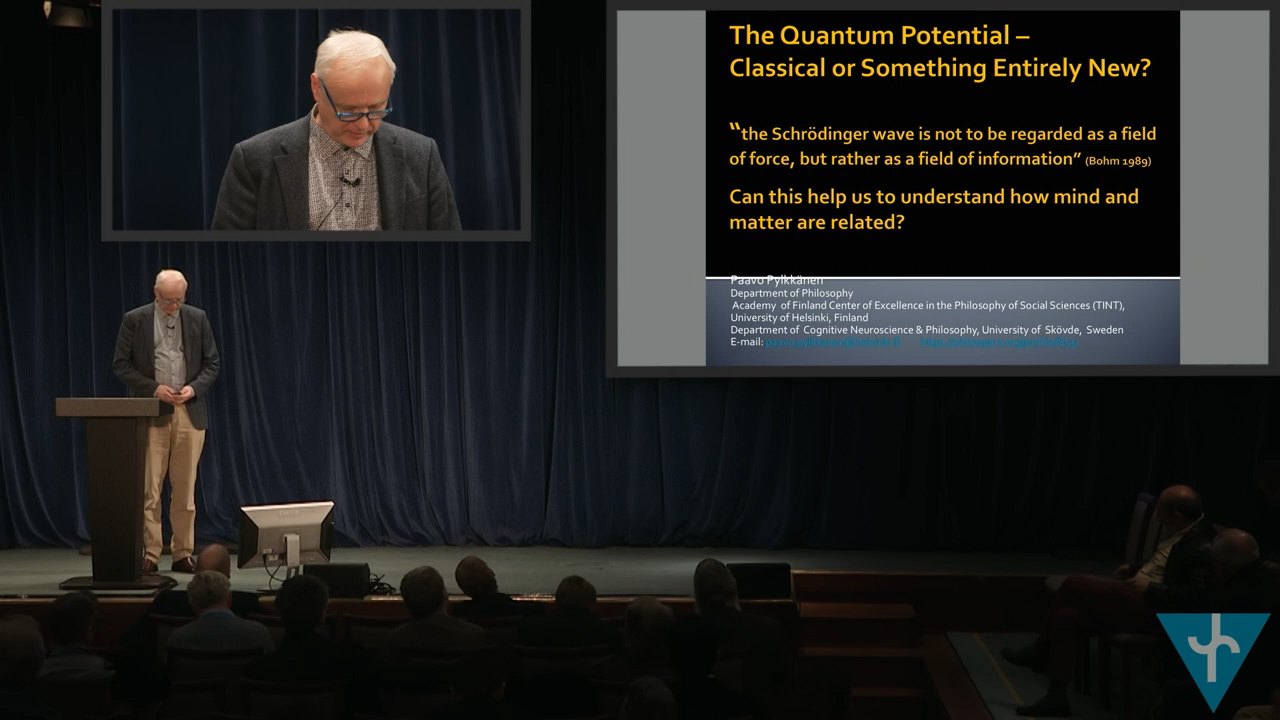 The Quantum Potential –
Classical or Something Entirely New?
“the Schrödinger wave is not to be regarded as a field
of force, but rather as a field of information” (Bohm 1989)
Can this help us to understand how mind and
matter are related?
Paavo Pylkkänen
Department of Philosophy
Academy of Finland Center of Excellence in the Philosophy of Social Sciences (TINT),
University of Helsinki, Finland
Department of Cognitive Neuroscience & Philosophy, University of Skövde, Sweden
E-mail: